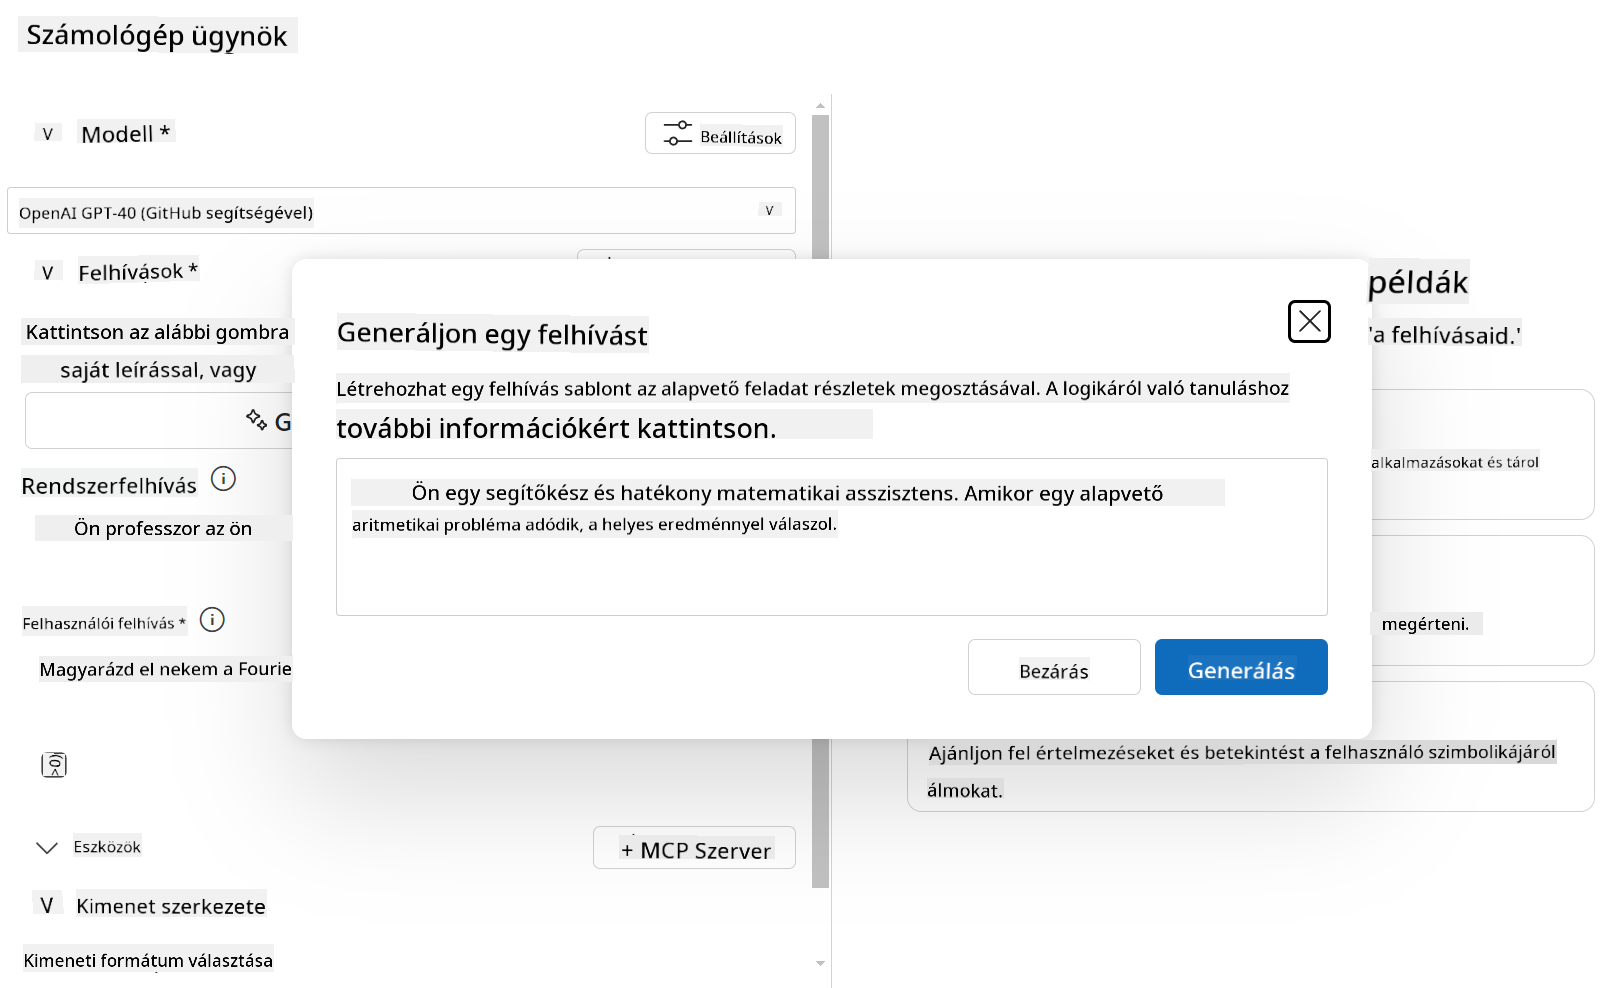 Számológép ügynök
V Modell *
Beállítások
OpenAI GPT-40 (GitHub segítségével) V
V Felhívások *
Kattintson az alábbi gombra
saját leírással, vagy
G
Rendszerfelhívás
Ön professzor az ön
Felhasználói felhívás *
Magyarázd el nekem a Fourie
Eszközök
+ MCP Szerver
V Kimenet szerkezete
Kimeneti formátum választása
Generáljon egy felhívást
Létrehozhat egy felhívás sablont az alapvető feladat részletek megosztásával. A logikáról való tanuláshoz
további információkért kattintson.
Ön egy segítőkész és hatékony matematikai asszisztens. Amikor egy alapvető
aritmetikai probléma adódik, a helyes eredménnyel válaszol.
Bezárás
Generálás
példák
'a felhívásaid.'
alkalmazásokat és tárol
megérteni.
Ajánljon fel értelmezéseket és betekintést a felhasználó szimbolikájáról
álmokat.